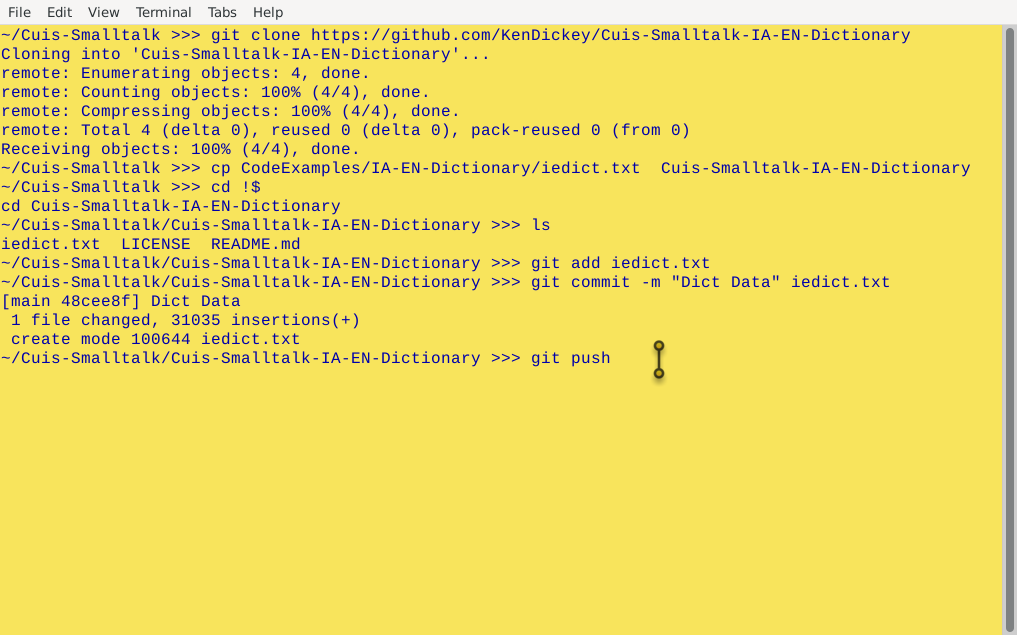 File Edit View Terminal Tabs Help
~/Cuis-Smalltalk >>> git clone https://github.com/KenDickey/Cuis-Smalltalk-IA-EN-Dictionary
Cloning into 'Cuis-Smalltalk-IA-EN-Dictionary'...
remote: Enumerating objects: 4, done.
remote: Counting objects: 100% (4/4), done.
remote: Compressing objects: 100% (4/4), done.
remote: Total 4 (delta 0), reused 0 (delta 0), pack-reused 0 (from 0)
Receiving objects: 100% (4/4), done.
~/Cuis-Smalltalk >>> cp CodeExamples/IA-EN-Dictionary/iedict.txt  Cuis-Smalltalk-IA-EN-Dictionary
~/Cuis-Smalltalk >>> cd !$
cd Cuis-Smalltalk-IA-EN-Dictionary
~/Cuis-Smalltalk/Cuis-Smalltalk-IA-EN-Dictionary >>> ls
iedict.txt  LICENSE  README.md
~/Cuis-Smalltalk/Cuis-Smalltalk-IA-EN-Dictionary >>> git add iedict.txt
~/Cuis-Smalltalk/Cuis-Smalltalk-IA-EN-Dictionary >>> git commit -m "Dict Data" iedict.txt
[main 48cee8f] Dict Data
 1 file changed, 31035 insertions(+)
 create mode 100644 iedict.txt
~/Cuis-Smalltalk/Cuis-Smalltalk-IA-EN-Dictionary >>> git push